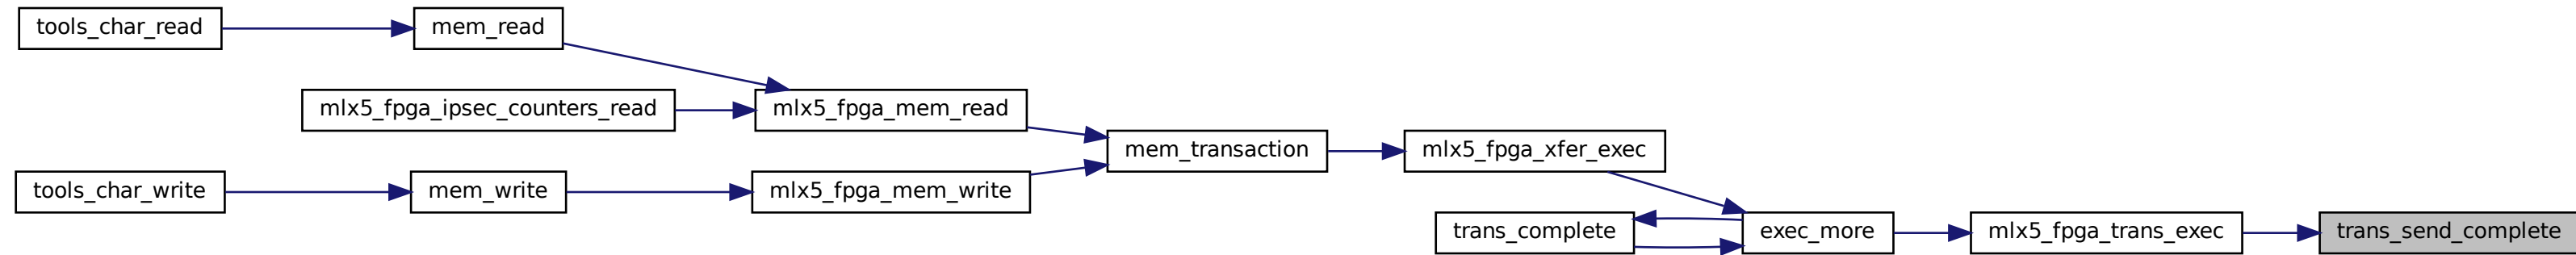 tools_char_read
mem_read
mlx5_fpga_ipsec_counters_read
mlx5_fpga_mem_read
mem_transaction
mlx5_fpga_xfer_exec
tools_char_write
mem_write
mlx5_fpga_mem_write
trans_complete
exec_more
mlx5_fpga_trans_exec
trans_send_complete